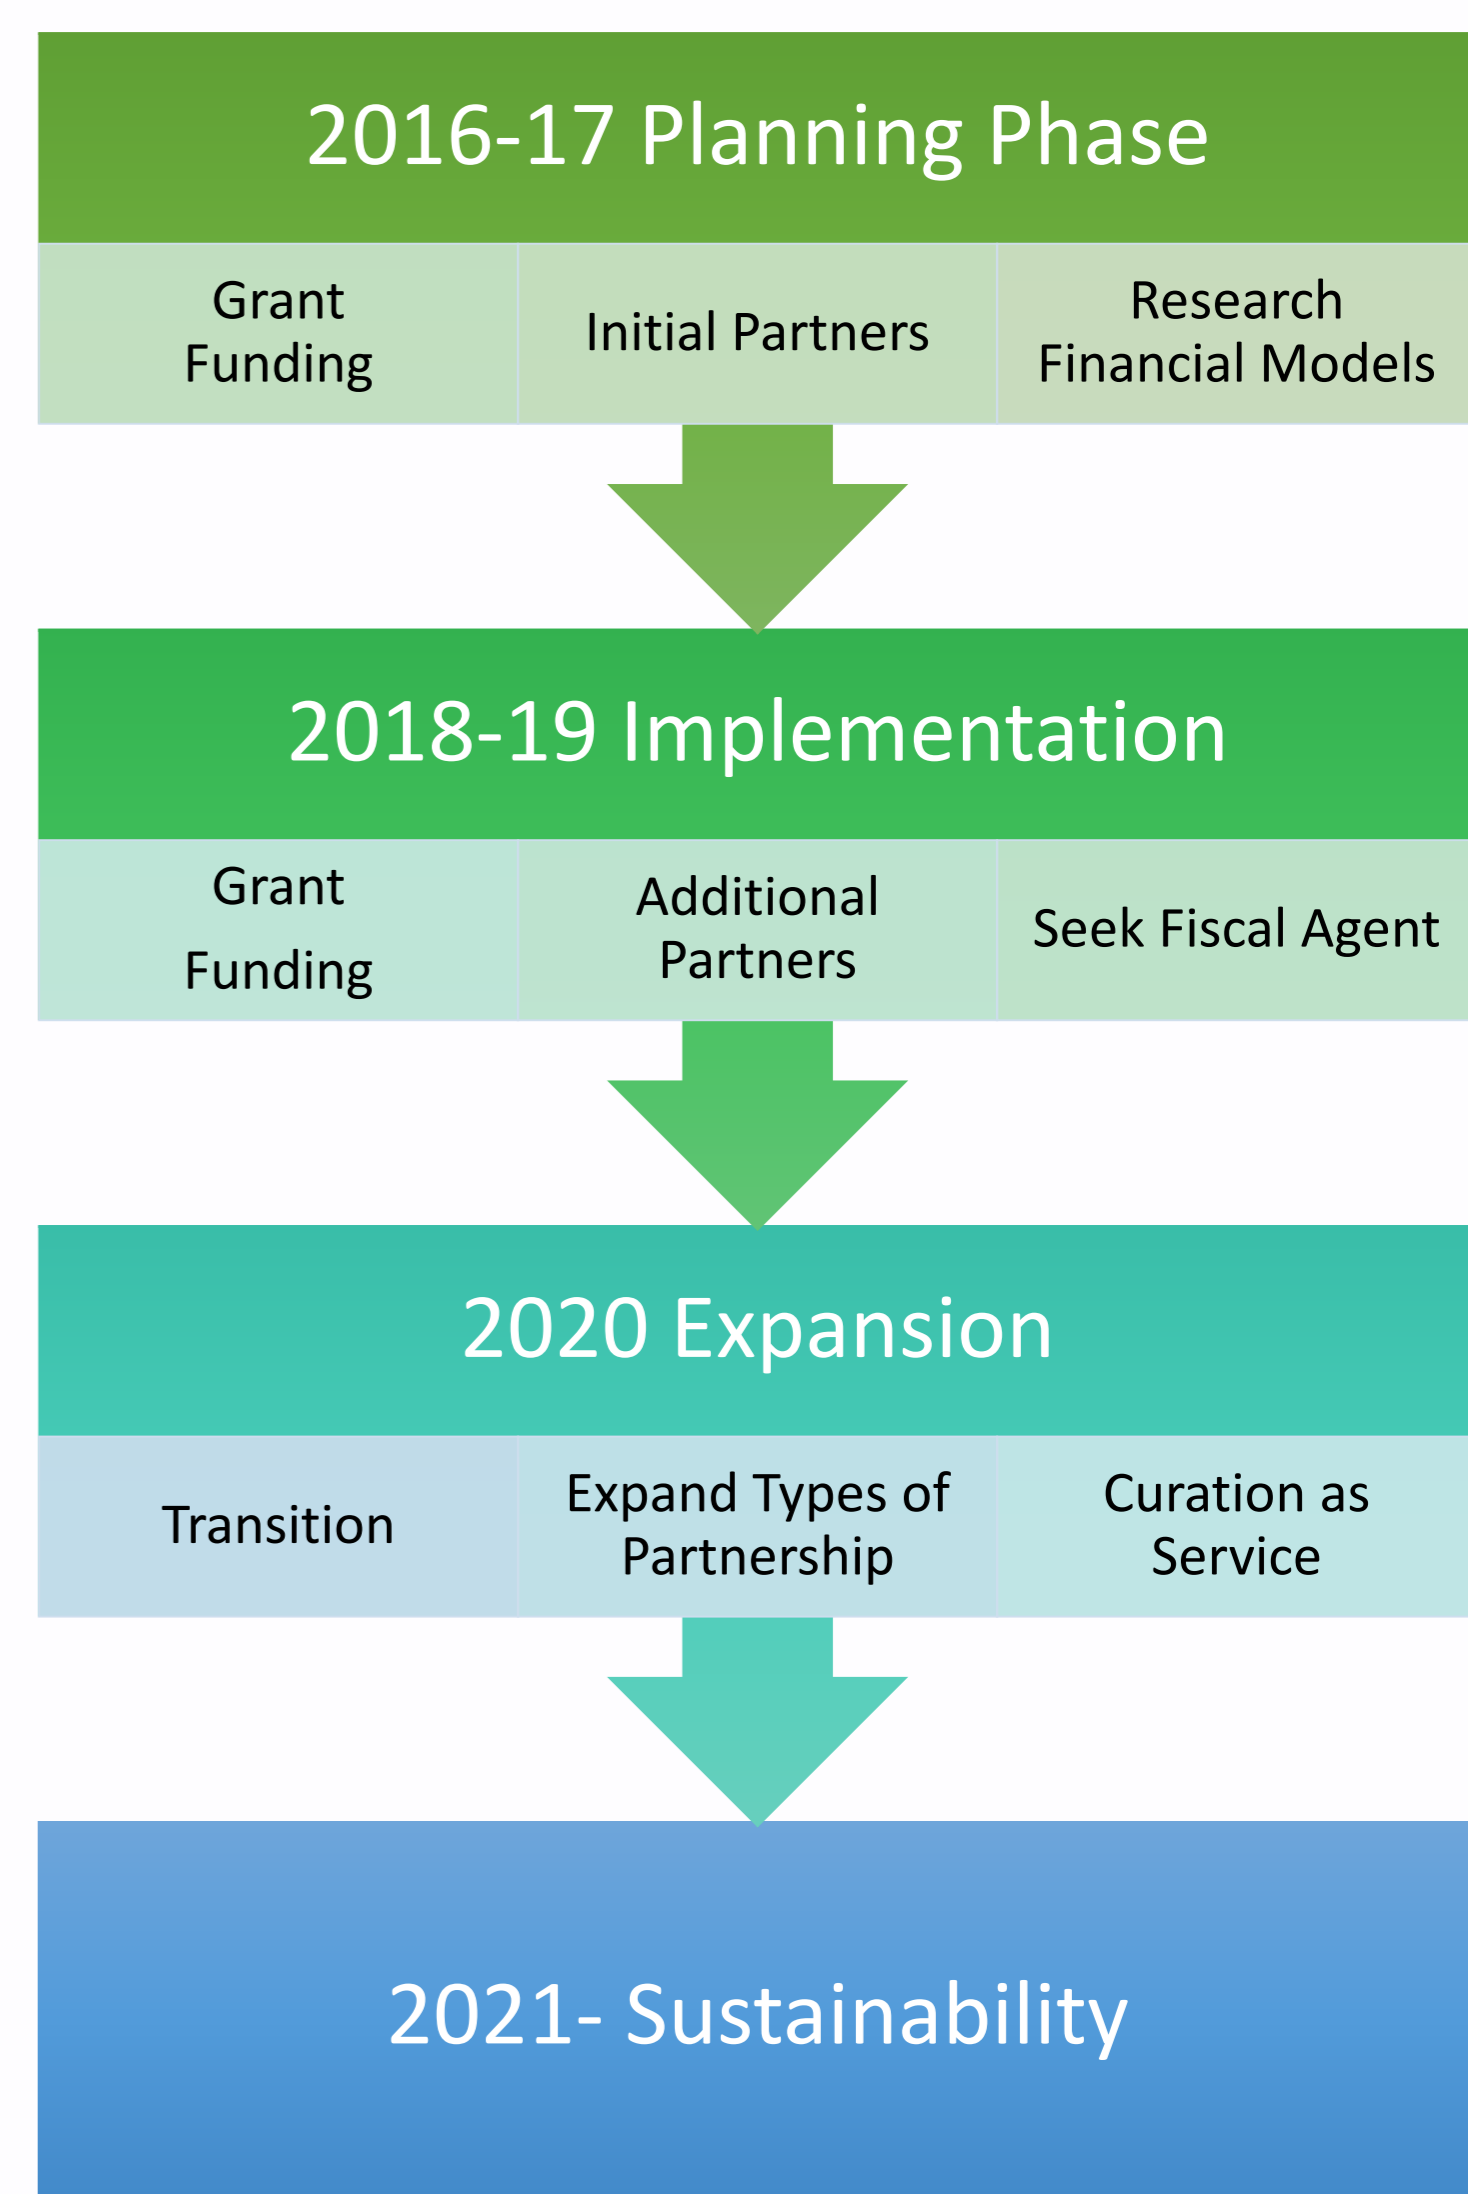 2016-17 Planning Phase
Grant
Funding
Initial Partners
Research
Financial Models
2018-19 Implementation
Grant
Funding
Additional
Partners
Seek Fiscal Agent
2020 Expansion
Transition
Expand Types of
Partnership
Curation as
Service
2021- Sustainability